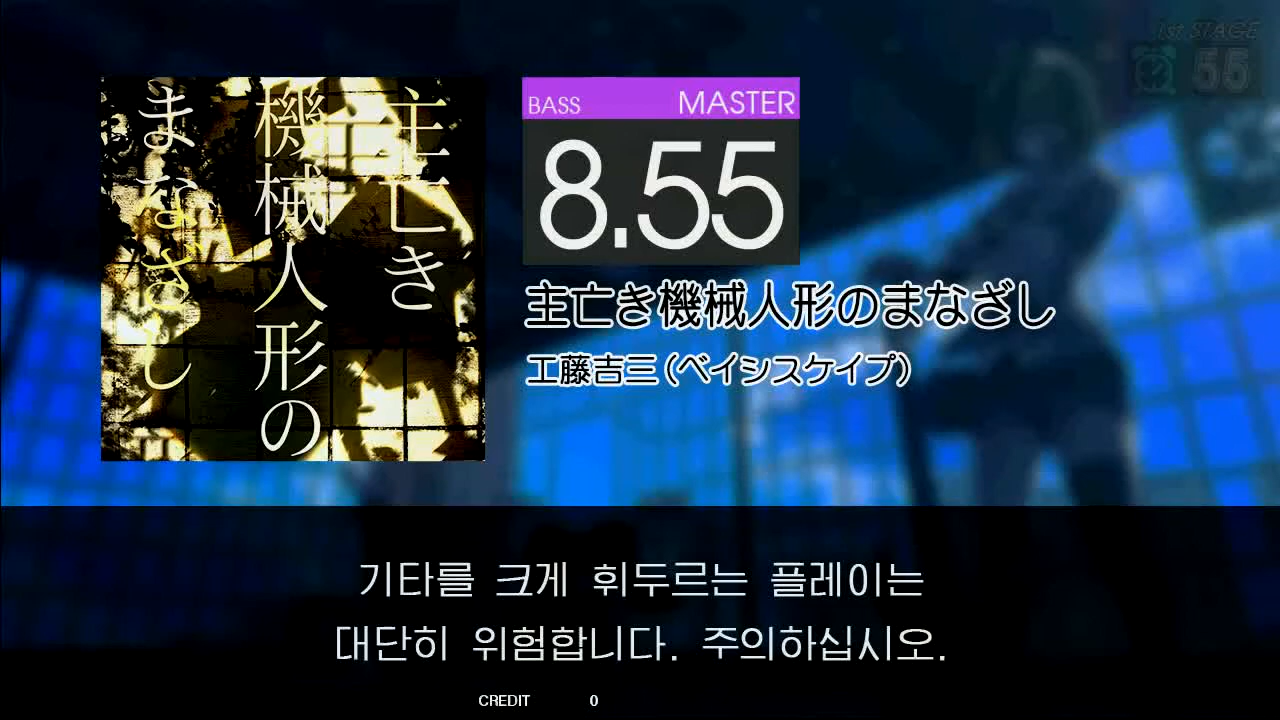 1st STAGE
55
主亡き
機械人形の
まなざし
BASS MASTER
8.55
主亡き機械人形のまなざし
工藤吉三(ベイシスケイプ)
기타를 크게 휘두르는 플레이는
대단히 위험합니다. 주의하십시오.
CREDIT 0